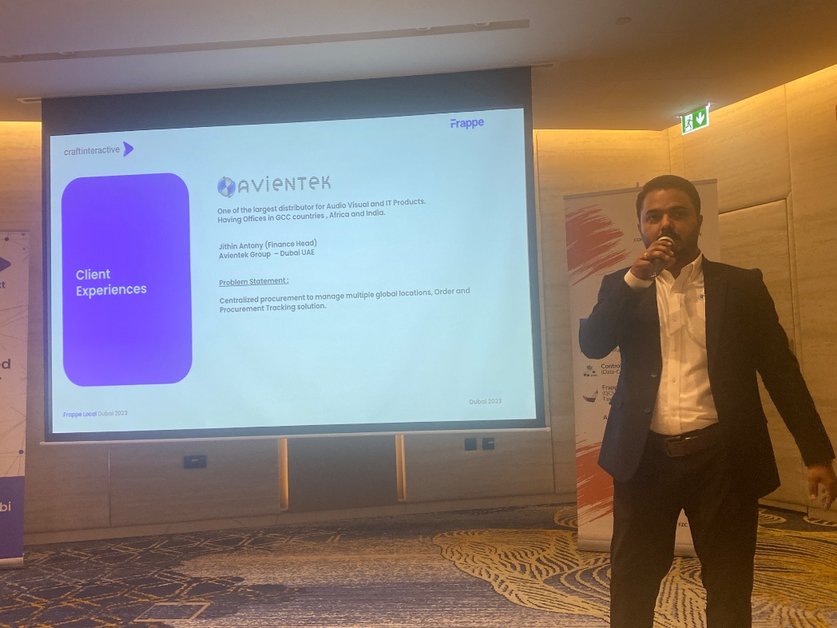 craftinteractive
Frappe
AVIENTEK
One of the largest distributor for Audio Visual and IT Products.
Having Offices in GCC countries , Africa and India.
Jithin Antony (Finance Head)
Avientek Group – Dubai UAE
Client
Experiences
Problem Statement :
Centralized procurement to manage multiple global locations, Order and
Procurement Tracking solution.
Frappe Local Dubai 2023
Dubai 2023